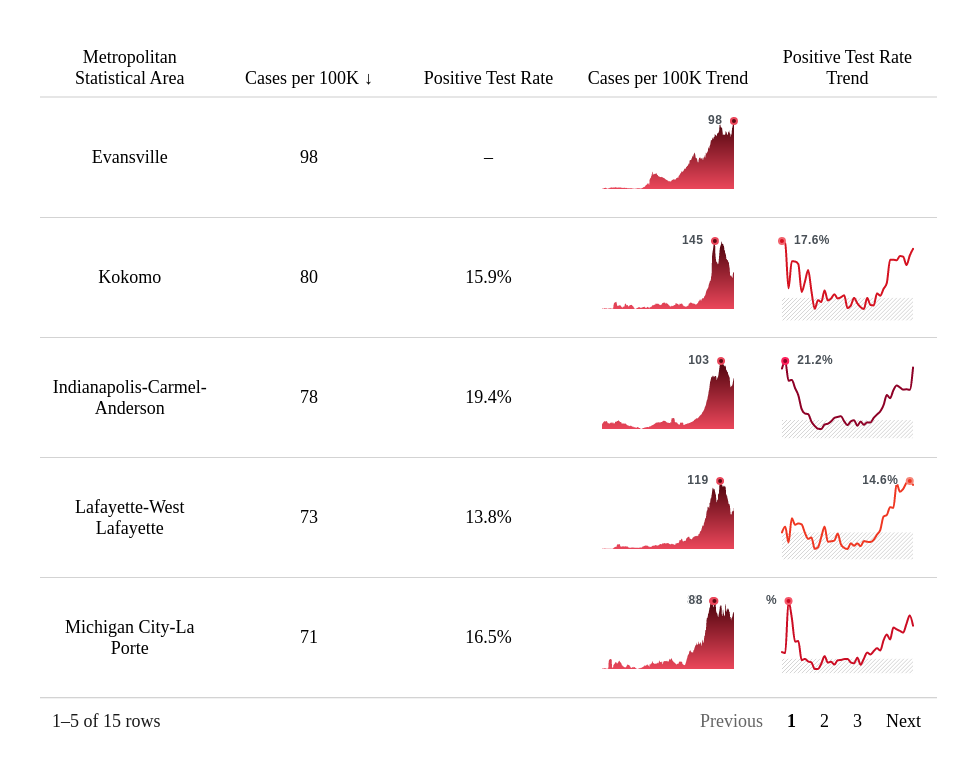 Metropolitan
Statistical Area
Cases per 100K ↓
Positive Test Rate
Cases per 100K Trend
Positive Test Rate
Trend
Evansville
98
–
98
Kokomo
80
15.9%
145
17.6%
Indianapolis-Carmel-
Anderson
78
19.4%
103
21.2%
Lafayette-West
Lafayette
73
13.8%
119
14.6%
Michigan City-La
Porte
71
16.5%
88
%
1–5 of 15 rows
Previous 1 2 3 Next